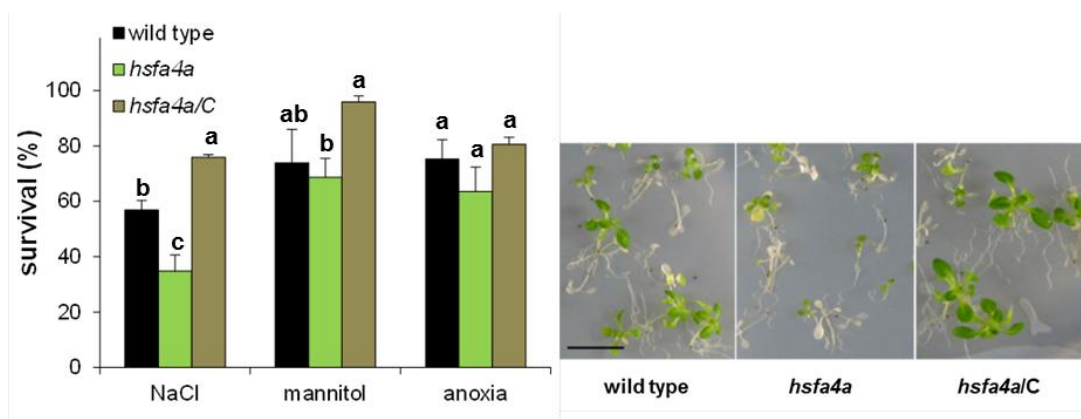 wild type
hsfa4a
hsfa4a/C
survival (%)
100
80
60
40
20
0
b
c
a
ab
b
a
a
a
a
NaCl
mannitol
anoxia
wild type
hsfa4a
hsfa4a/C